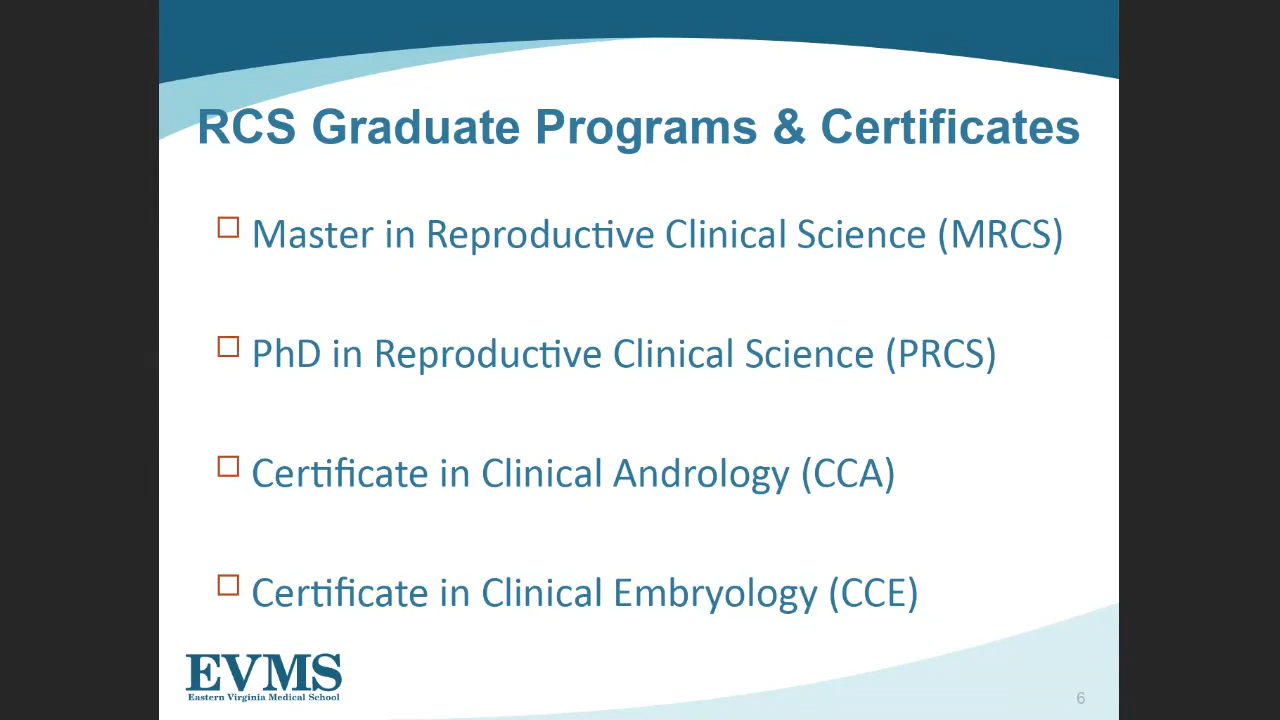 RCS Graduate Programs & Certificates
Master in Reproductive Clinical Science (MRCS)
PhD in Reproductive Clinical Science (PRCS)
Certificate in Clinical Andrology (CCA)
Certificate in Clinical Embryology (CCE)
EVMS
Eastern Virginia Medical School
6